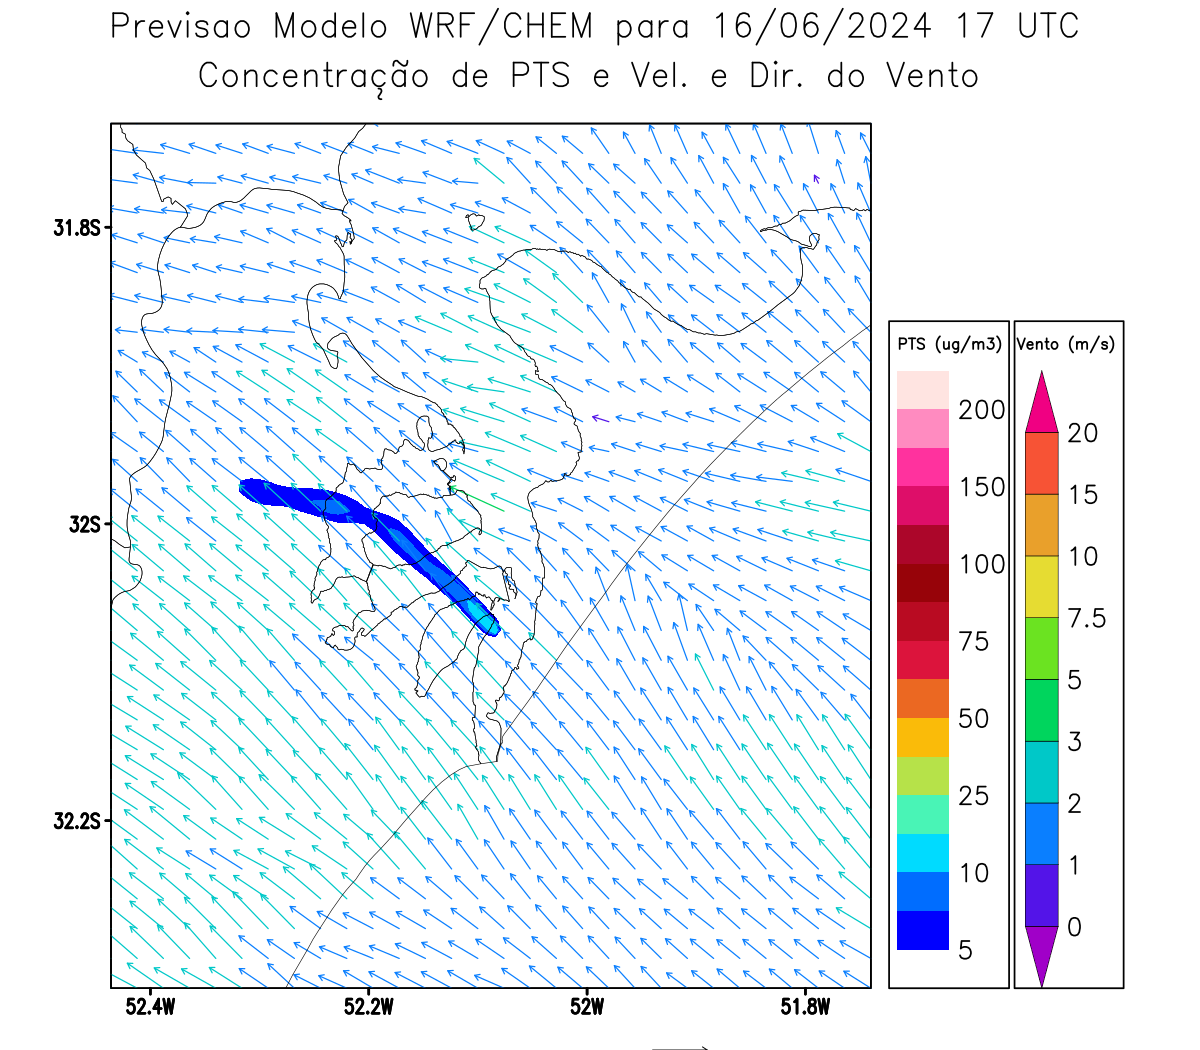 Previsao Modelo WRF/CHEM para 16/06/2024 17 UTC
Concentração de PTS e Vel. e Dir. do Vento
31.8S
32S
32.2S
52.4W
52.2W
52W
51.8W
PTS (ug/m3)
200
150
100
75
50
25
10
5
Vento (m/s)
20
15
10
7.5
5
3
2
1
0